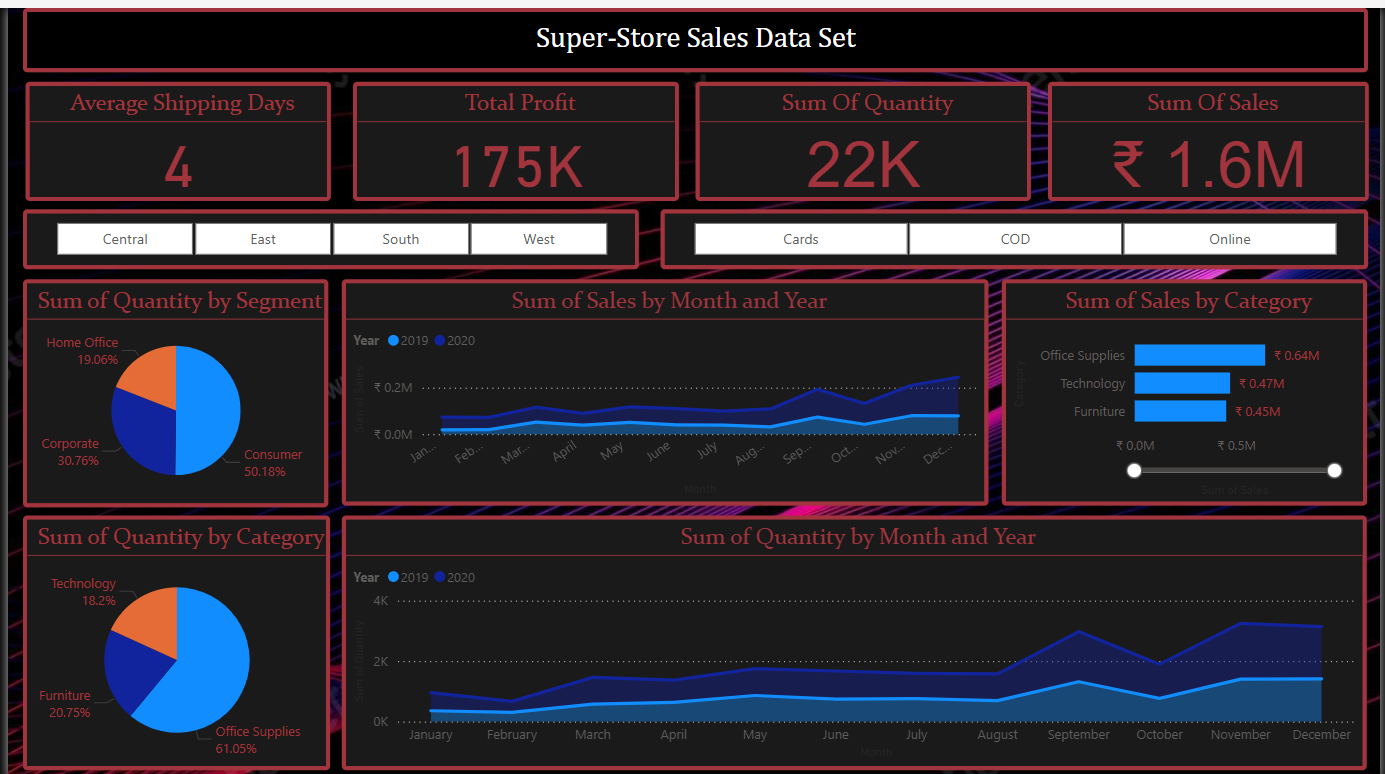 Super-Store Sales Data Set
Average Shipping Days
4
Total Profit
175K
Sum Of Quantity
22K
Sum Of Sales
₹ 1.6M
Central
East
South
West
Cards
COD
Online
Sum of Quantity by Segment
Home Office
19.06%
Corporate
30.76%
Consumer
50.18%
Sum of Sales by Month and Year
Year 2019 2020
Sum of Sales
₹ 0.2M
₹ 0.0M
Jan... Feb... Mar... April May June July Aug... Sep... Oct... Nov... Dec...
Month
Sum of Sales by Category
Category
Office Supplies ₹ 0.64M
Technology ₹ 0.47M
Furniture ₹ 0.45M
₹ 0.0M ₹ 0.5M
Sum of Sales
Sum of Quantity by Category
Technology
18.2%
Furniture
20.75%
Office Supplies
61.05%
Sum of Quantity by Month and Year
Year 2019 2020
Sum of Quantity
4K
2K
0K
January February March April May June July August September October November December
Month